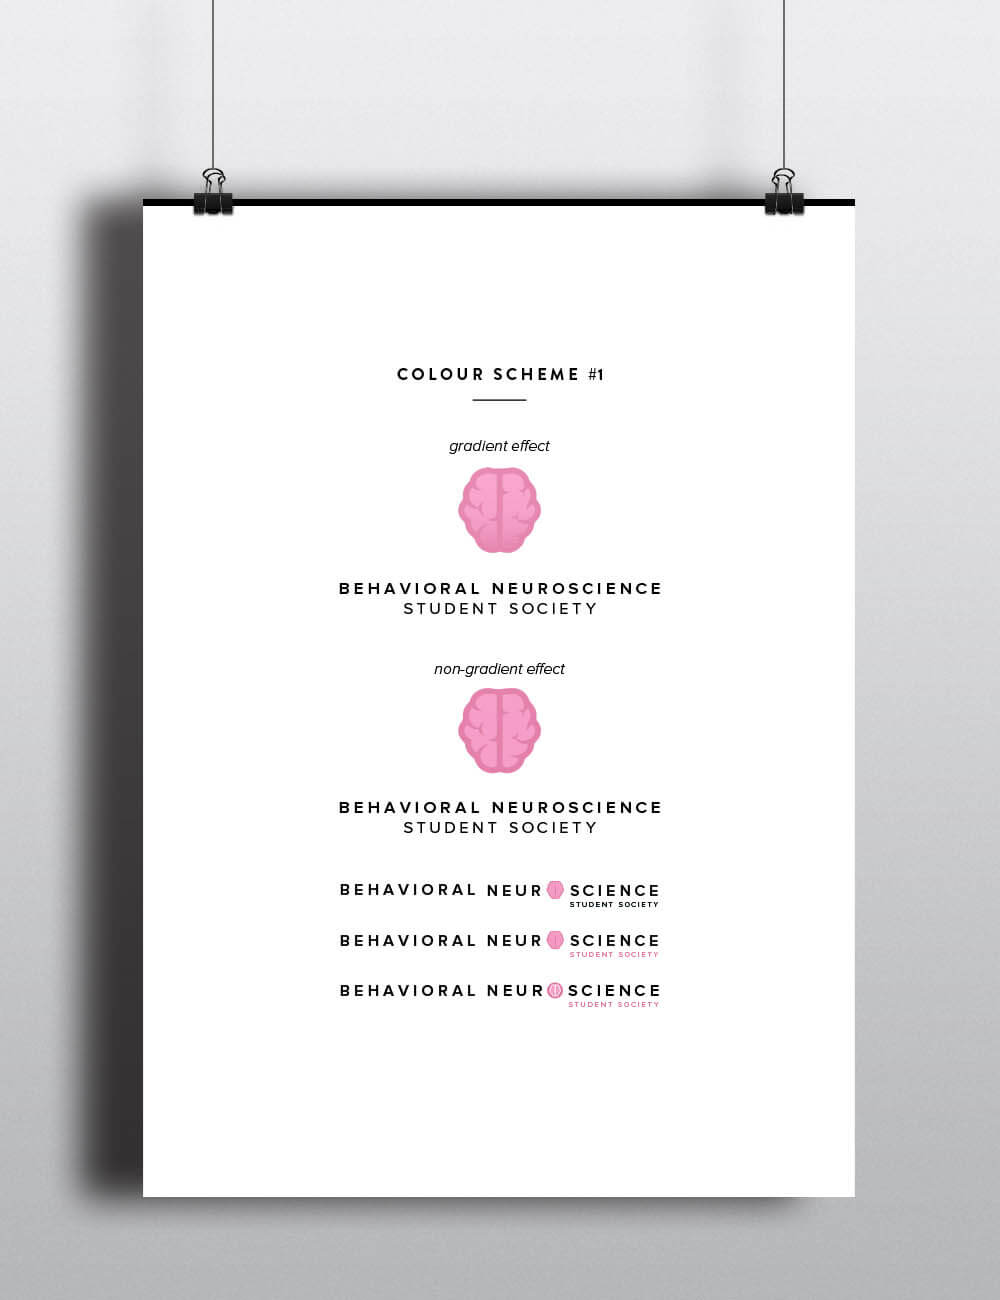 COLOUR SCHEME #1
gradient effect
BEHAVIORAL NEUROSCIENCE
STUDENT SOCIETY
non-gradient effect
BEHAVIORAL NEUROSCIENCE
STUDENT SOCIETY
BEHAVIORAL NEUR SCIENCE
STUDENT SOCIETY
BEHAVIORAL NEUR SCIENCE
STUDENT SOCIETY
BEHAVIORAL NEUR SCIENCE
STUDENT SOCIETY